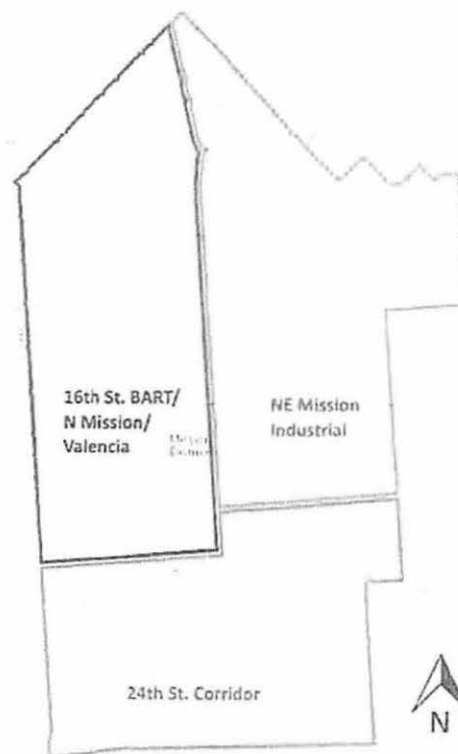 16th St. BART/
N Mission/
Valencia
NE Mission
Industrial
24th St. Corridor
N